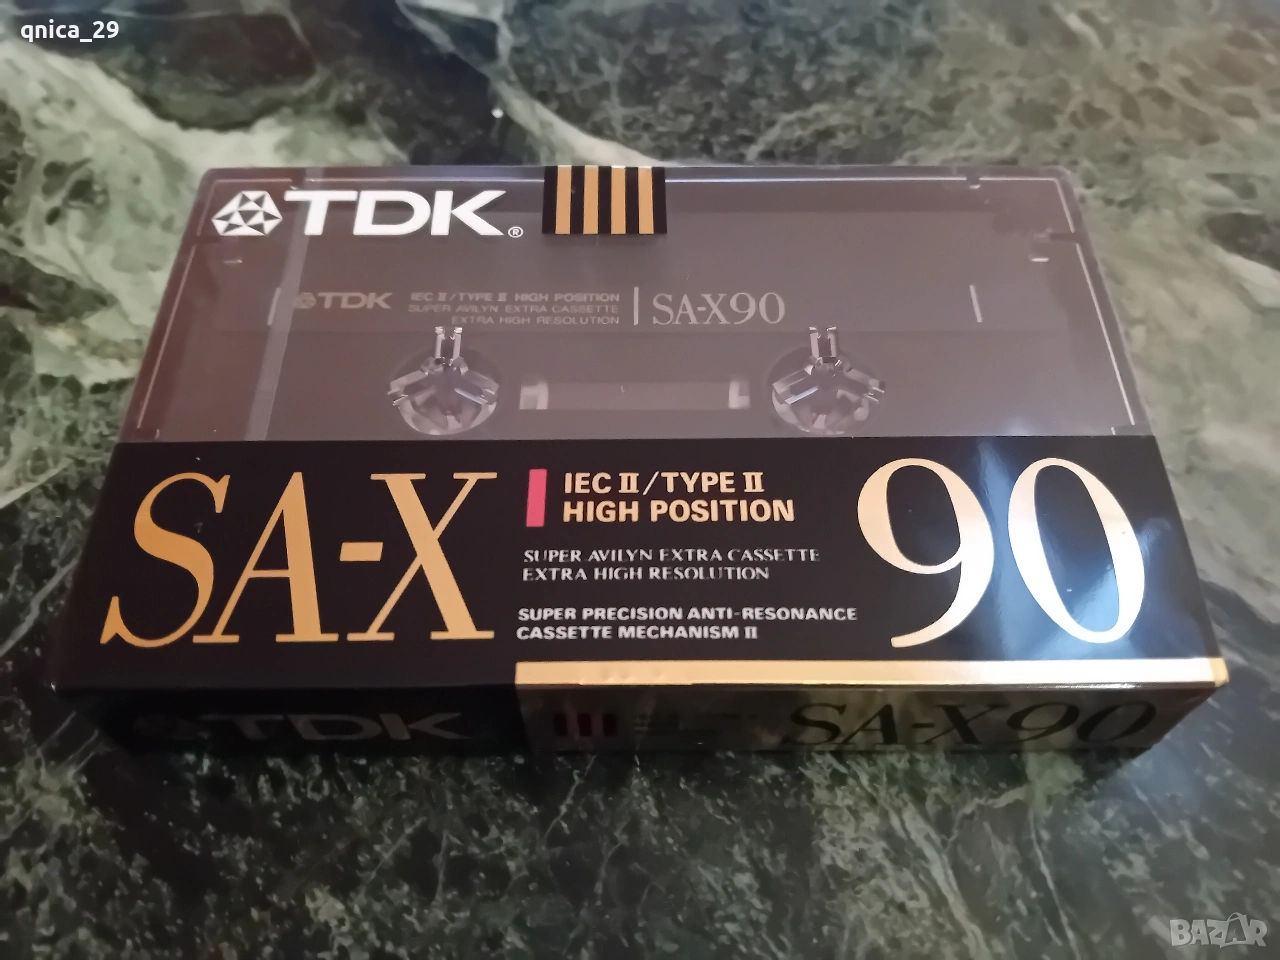 qnica_29
TDK®
TDK
IEC II/TYPE II HIGH POSITION
SUPER AVILYN EXTRA CASSETTE
EXTRA HIGH RESOLUTION
SA-X90
SA-X
IEC II/TYPE II
HIGH POSITION
SUPER AVILYN EXTRA CASSETTE
EXTRA HIGH RESOLUTION
SUPER PRECISION ANTI-RESONANCE
CASSETTE MECHANISM II
90
TDK
SA-X90
BAZAR